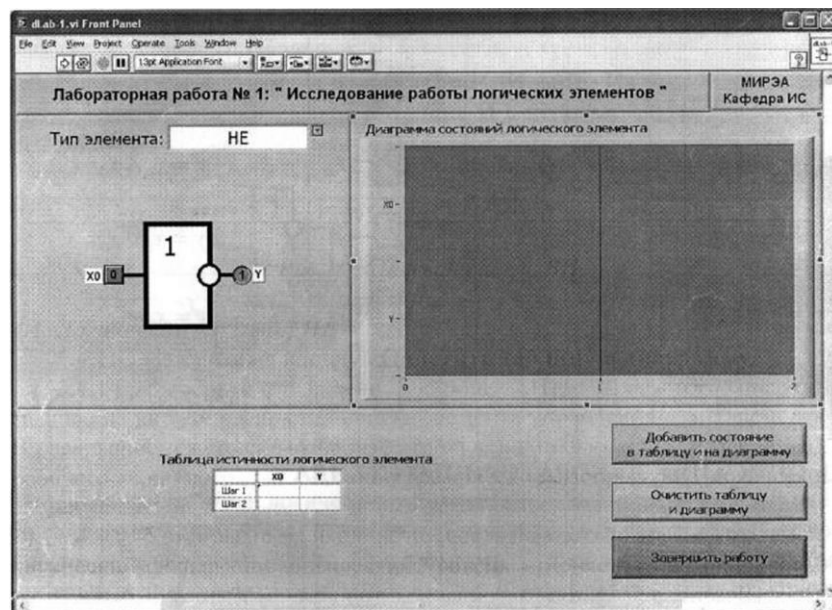 dLab-1.vi Front Panel
File Edit View Project Operate Tools Window Help
13pt Application Font
Лабораторная работа № 1: " Исследование работы логических элементов "
МИРЭА
Кафедра ИС
Тип элемента: НЕ
Диаграмма состояний логического элемента
X0
Y
0 1 2
1
X0 0 1 Y
Таблица истинности логического элемента
X0 Y
Шаг 1
Шаг 2
Добавить состояние
в таблицу и на диаграмму
Очистить таблицу
и диаграмму
Завершить работу